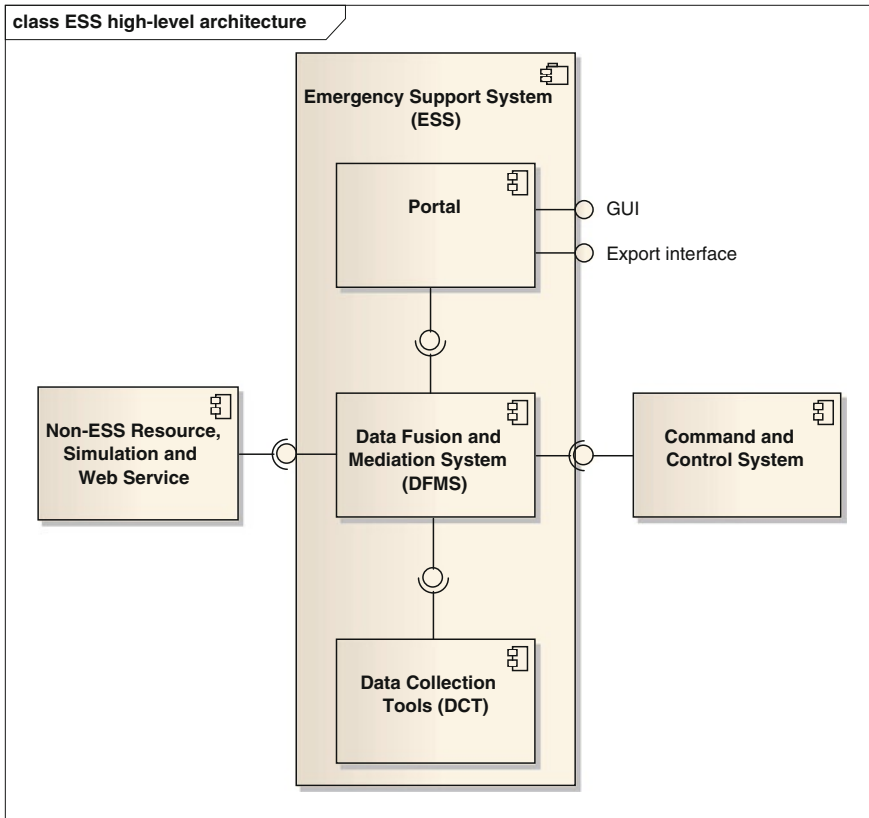 class ESS high-level architecture
Emergency Support System
(ESS)
Portal
GUI
Export interface
Non-ESS Resource,
Simulation and
Web Service
Data Fusion and
Mediation System
(DFMS)
Command and
Control System
Data Collection
Tools (DCT)